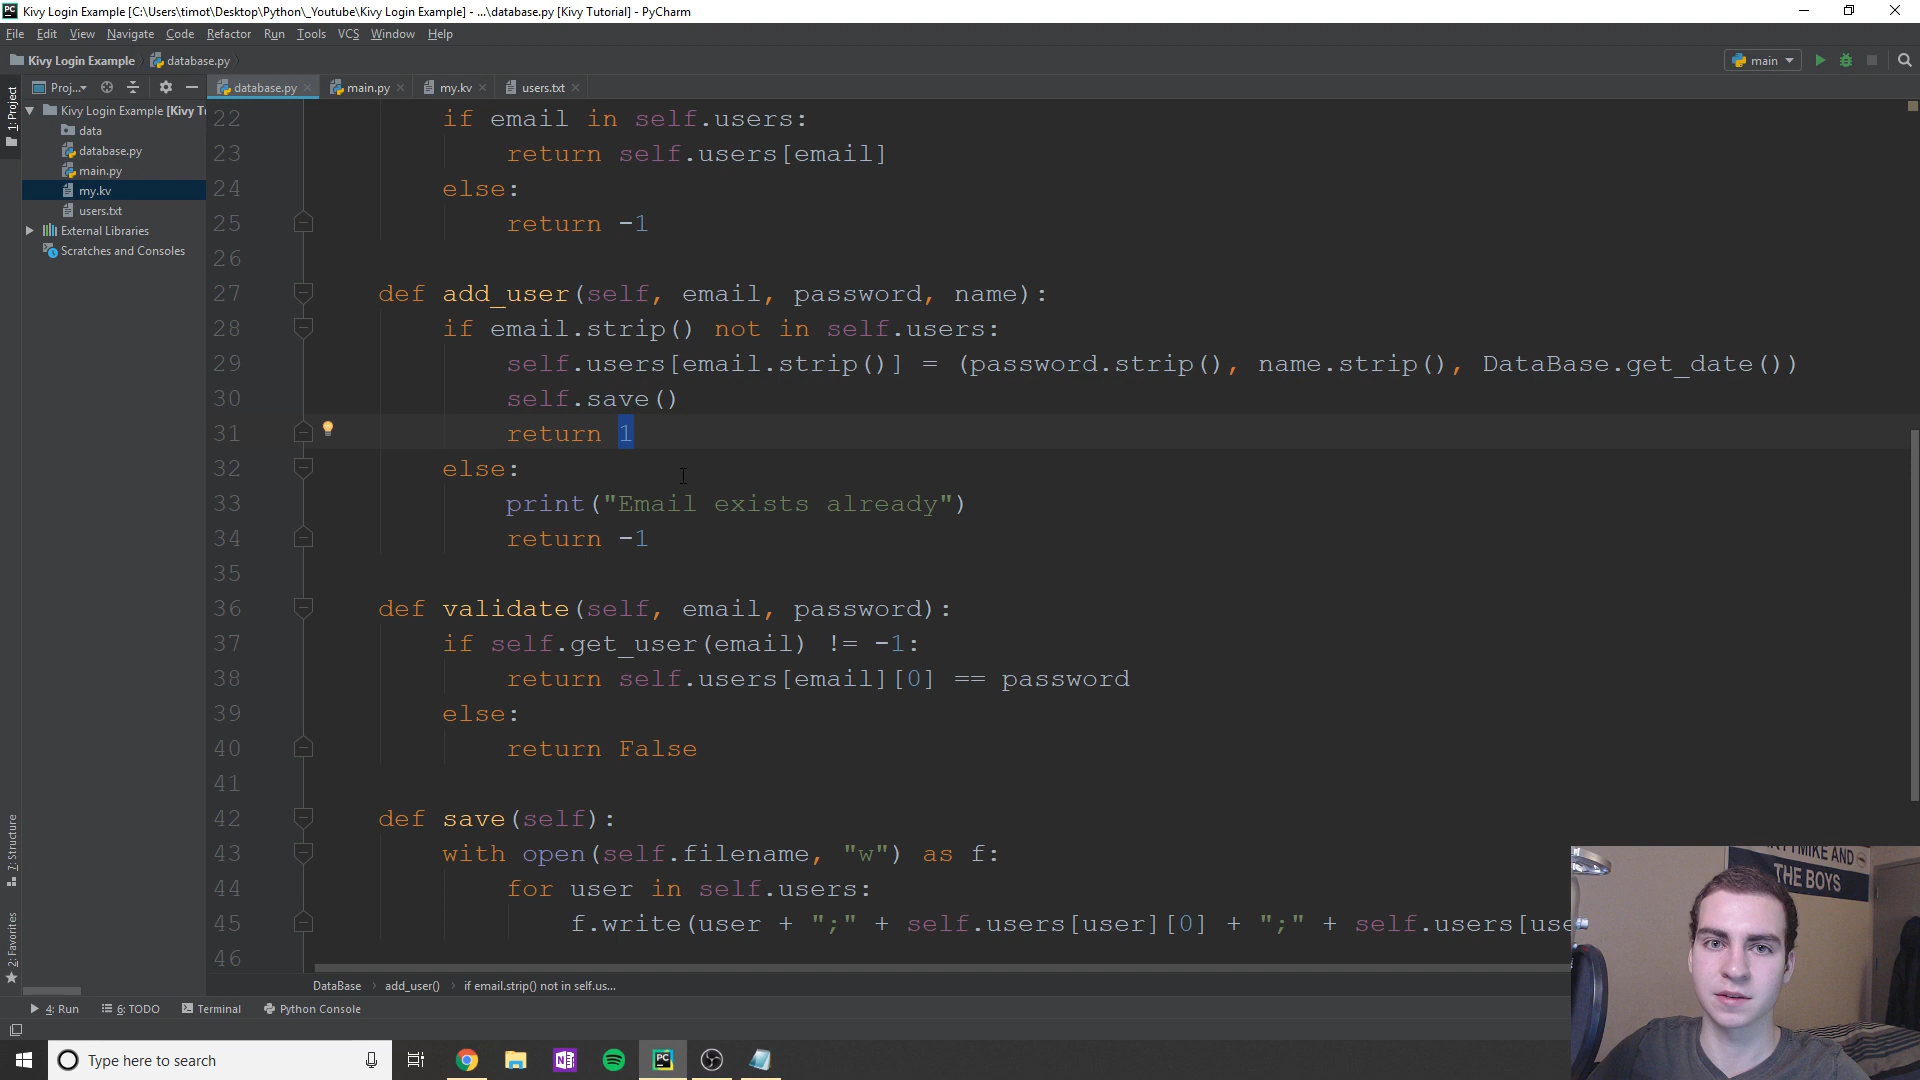 Kivy Login Example [C:\Users\timot\Desktop\Python\_Youtube\Kivy Login Example] - ...\database.py [Kivy Tutorial] - PyCharm
File Edit View Navigate Code Refactor Run Tools VCS Window Help
Kivy Login Example database.py main
Proj... database.py main.py my.kv users.txt
1: Project
Kivy Login Example [Kivy T
data
database.py
main.py
my.kv
users.txt
External Libraries
Scratches and Consoles
7: Structure
2: Favorites
22 if email in self.users:
23 return self.users[email]
24 else:
25 return -1
26
27 def add_user(self, email, password, name):
28 if email.strip() not in self.users:
29 self.users[email.strip()] = (password.strip(), name.strip(), DataBase.get_date())
30 self.save()
31 return 1
32 else:
33 print("Email exists already")
34 return -1
35
36 def validate(self, email, password):
37 if self.get_user(email) != -1:
38 return self.users[email][0] == password
39 else:
40 return False
41
42 def save(self):
43 with open(self.filename, "w") as f:
44 for user in self.users:
45 f.write(user + ";" + self.users[user][0] + ";" + self.users[use
46
MIKE AND
THE BOYS
DataBase add_user() if email.strip() not in self.us...
4: Run 6: TODO Terminal Python Console
Type here to search